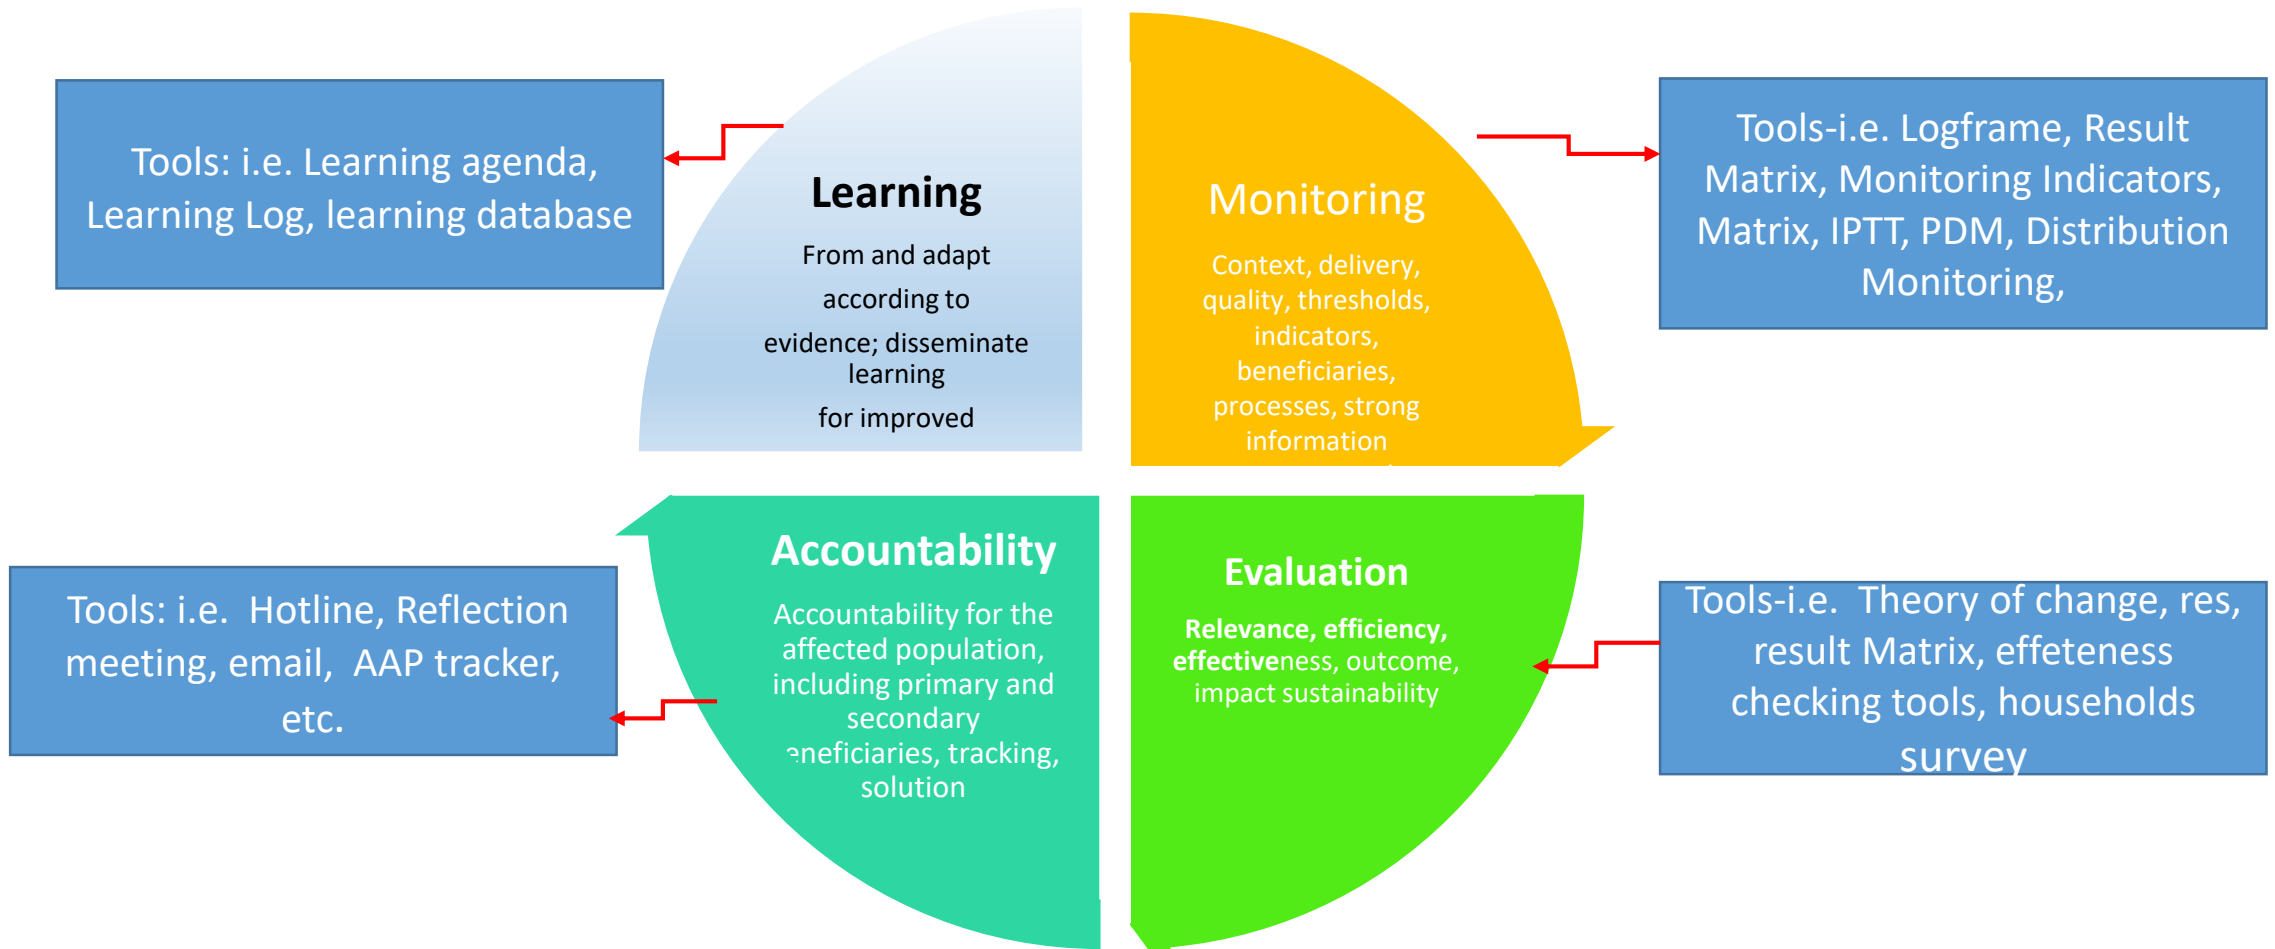 Tools: i.e. Learning agenda,
Learning Log, learning database
Learning
From and adapt
according to
evidence; disseminate
learning
for improved
Monitoring
Context, delivery,
quality, thresholds,
indicators,
beneficiaries,
processes, strong
information
Tools-i.e. Logframe, Result
Matrix, Monitoring Indicators,
Matrix, IPTT, PDM, Distribution
Monitoring,
Tools: i.e. Hotline, Reflection
meeting, email, AAP tracker,
etc.
Accountability
Accountability for the
affected population,
including primary and
secondary
eneficiaries, tracking,
solution
Evaluation
Relevance, efficiency,
effectiveness, outcome,
impact sustainability
Tools-i.e. Theory of change, res,
result Matrix, effeteness
checking tools, households
survey